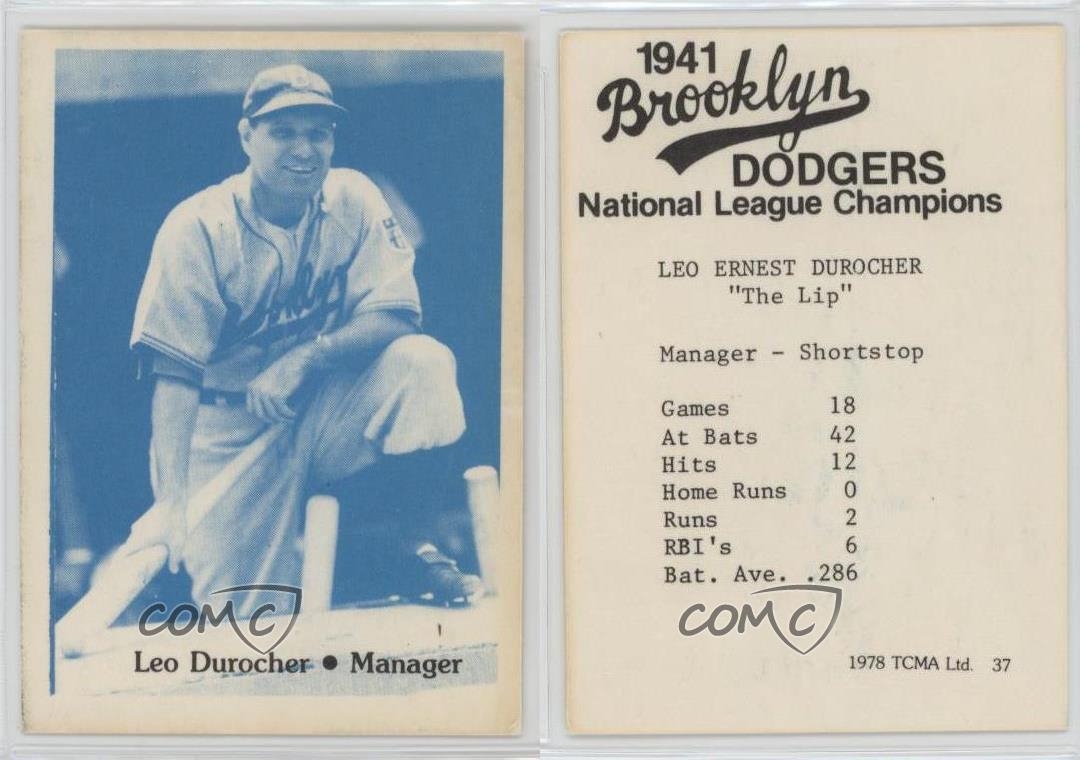 Leo Durocher • Manager
COMC
1941
Brooklyn
DODGERS
National League Champions
LEO ERNEST DUROCHER
"The Lip"
Manager - Shortstop
Games 18
At Bats 42
Hits 12
Home Runs 0
Runs 2
RBI's 6
Bat. Ave. .286
COMC
1978 TCMA Ltd. 37